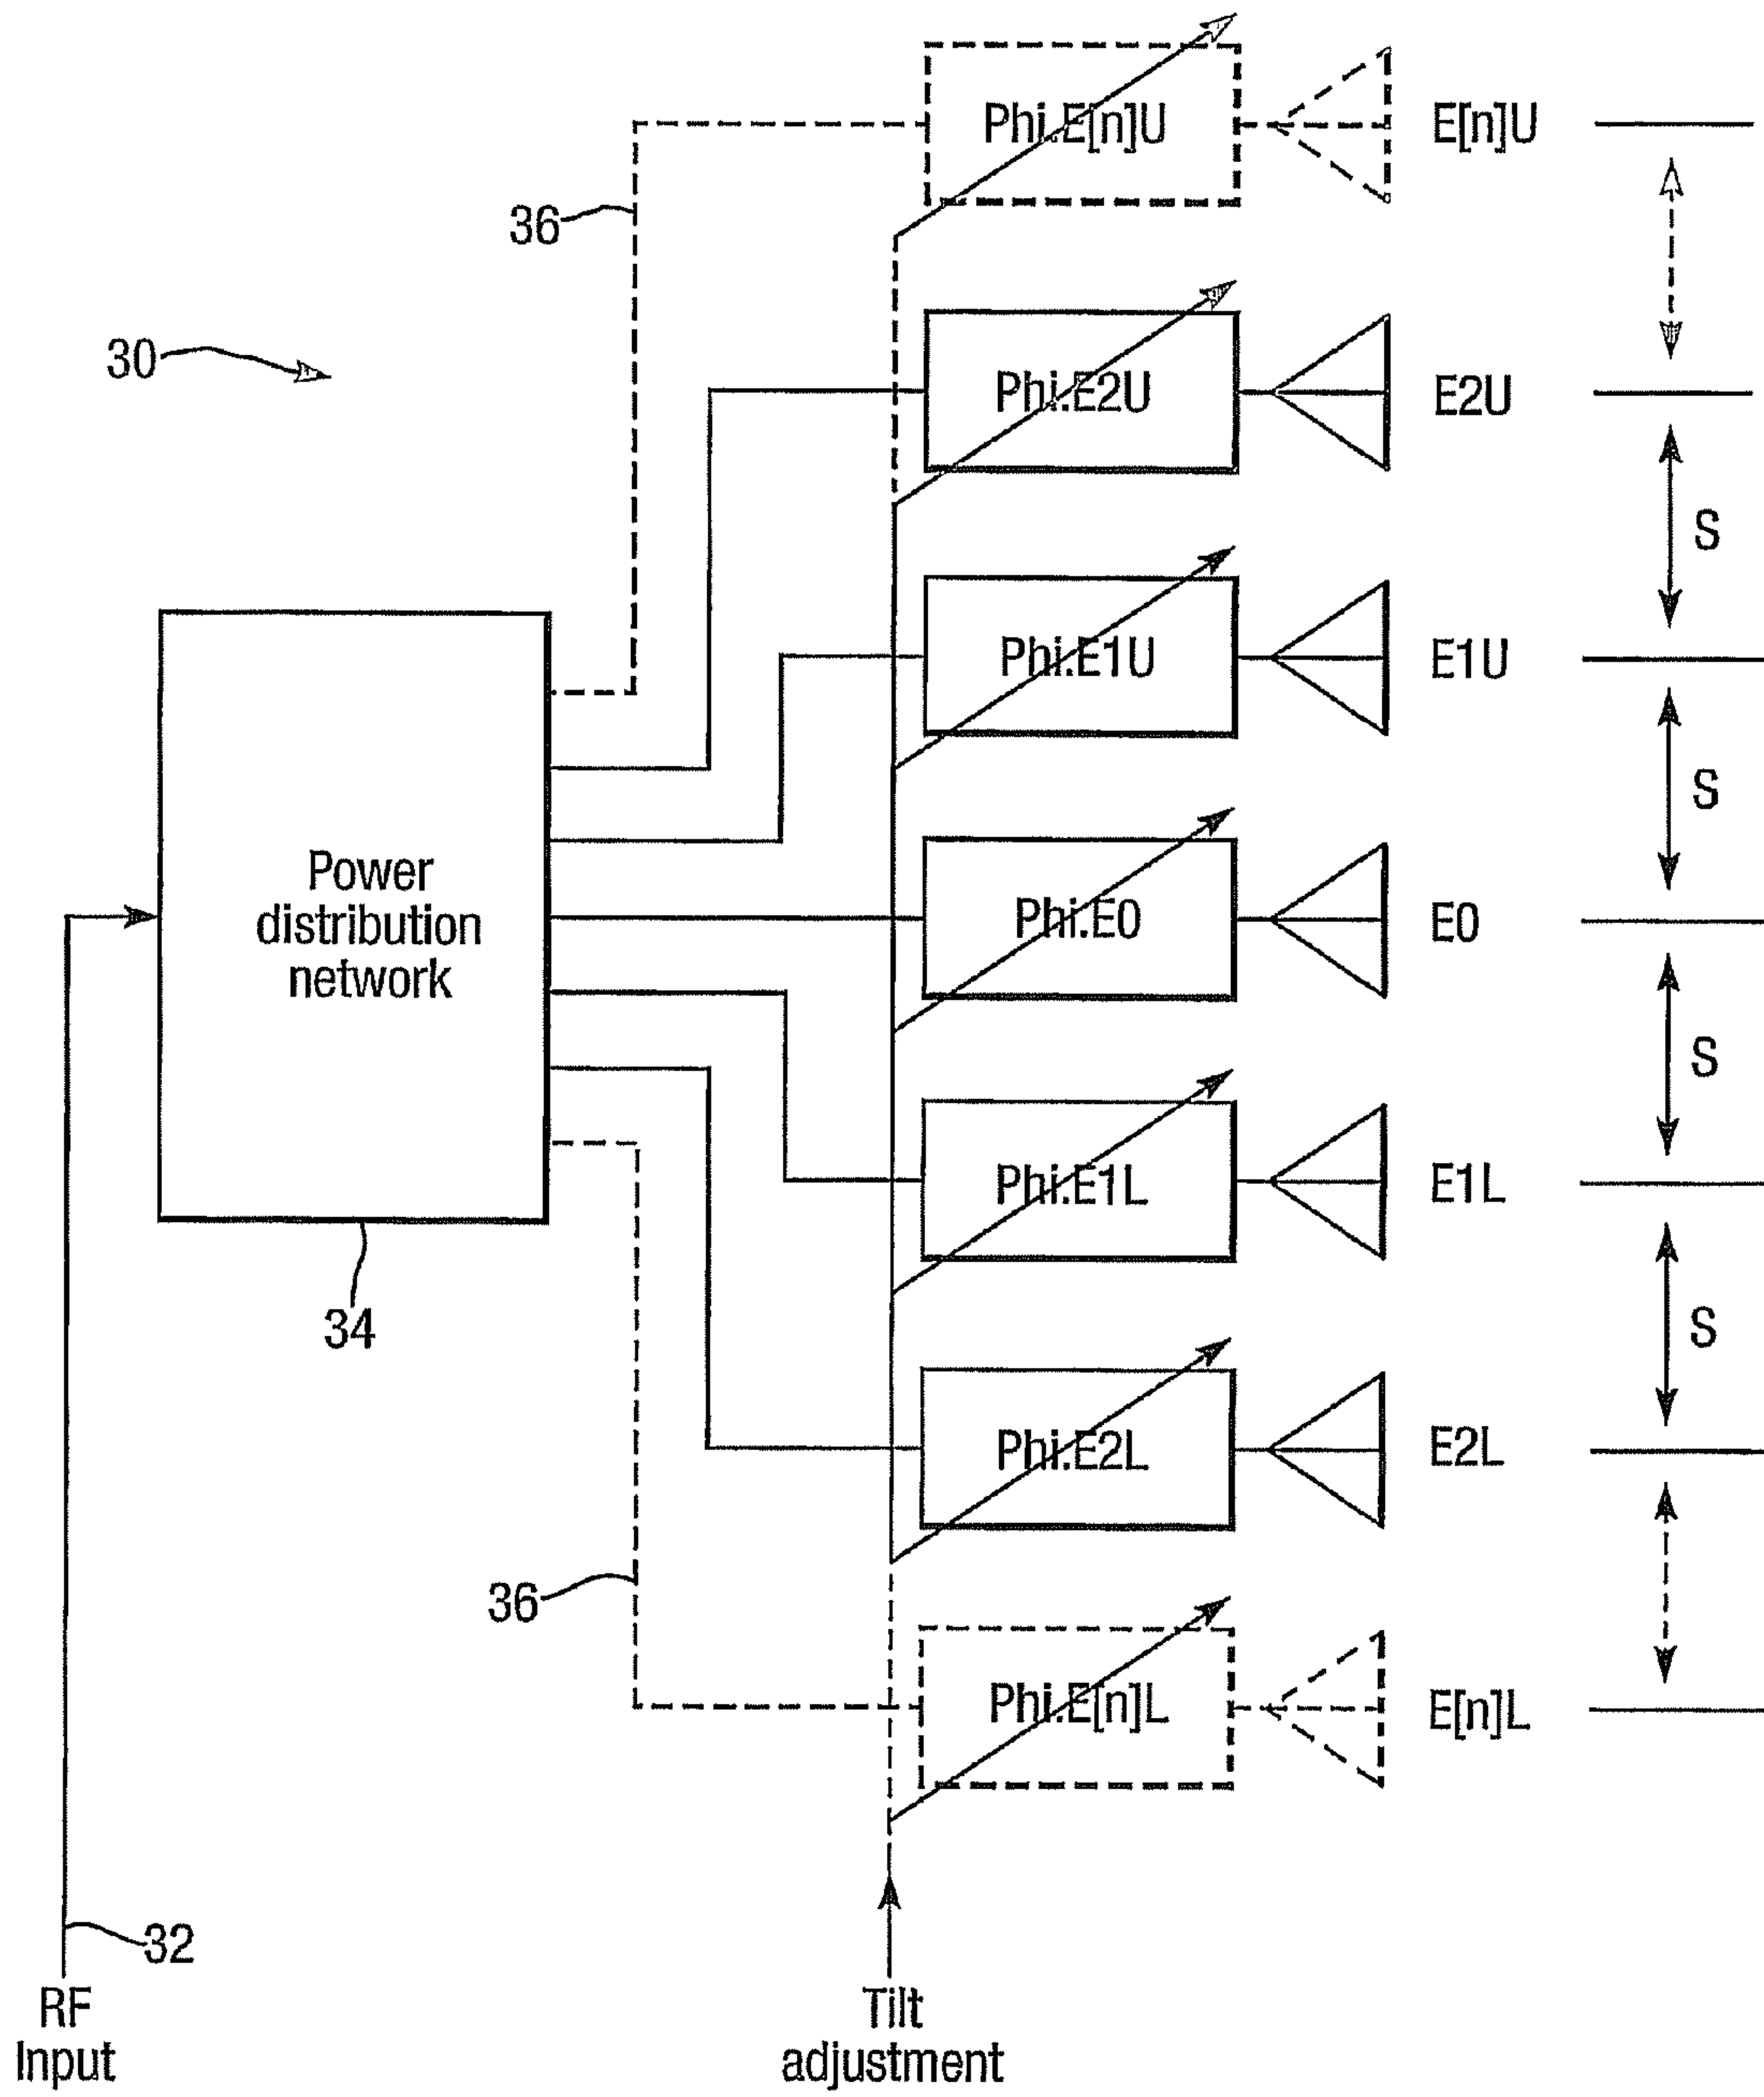 Phi.E[n]U
E[n]U
36
30
Phi.E2U
E2U
S
Phi.E1U
E1U
S
Power
distribution
network
Phi.E0
E0
S
Phi.E1L
E1L
34
S
Phi.E2L
E2L
36
Phi.E[n]L
E[n]L
32
RF
Input
Tilt
adjustment